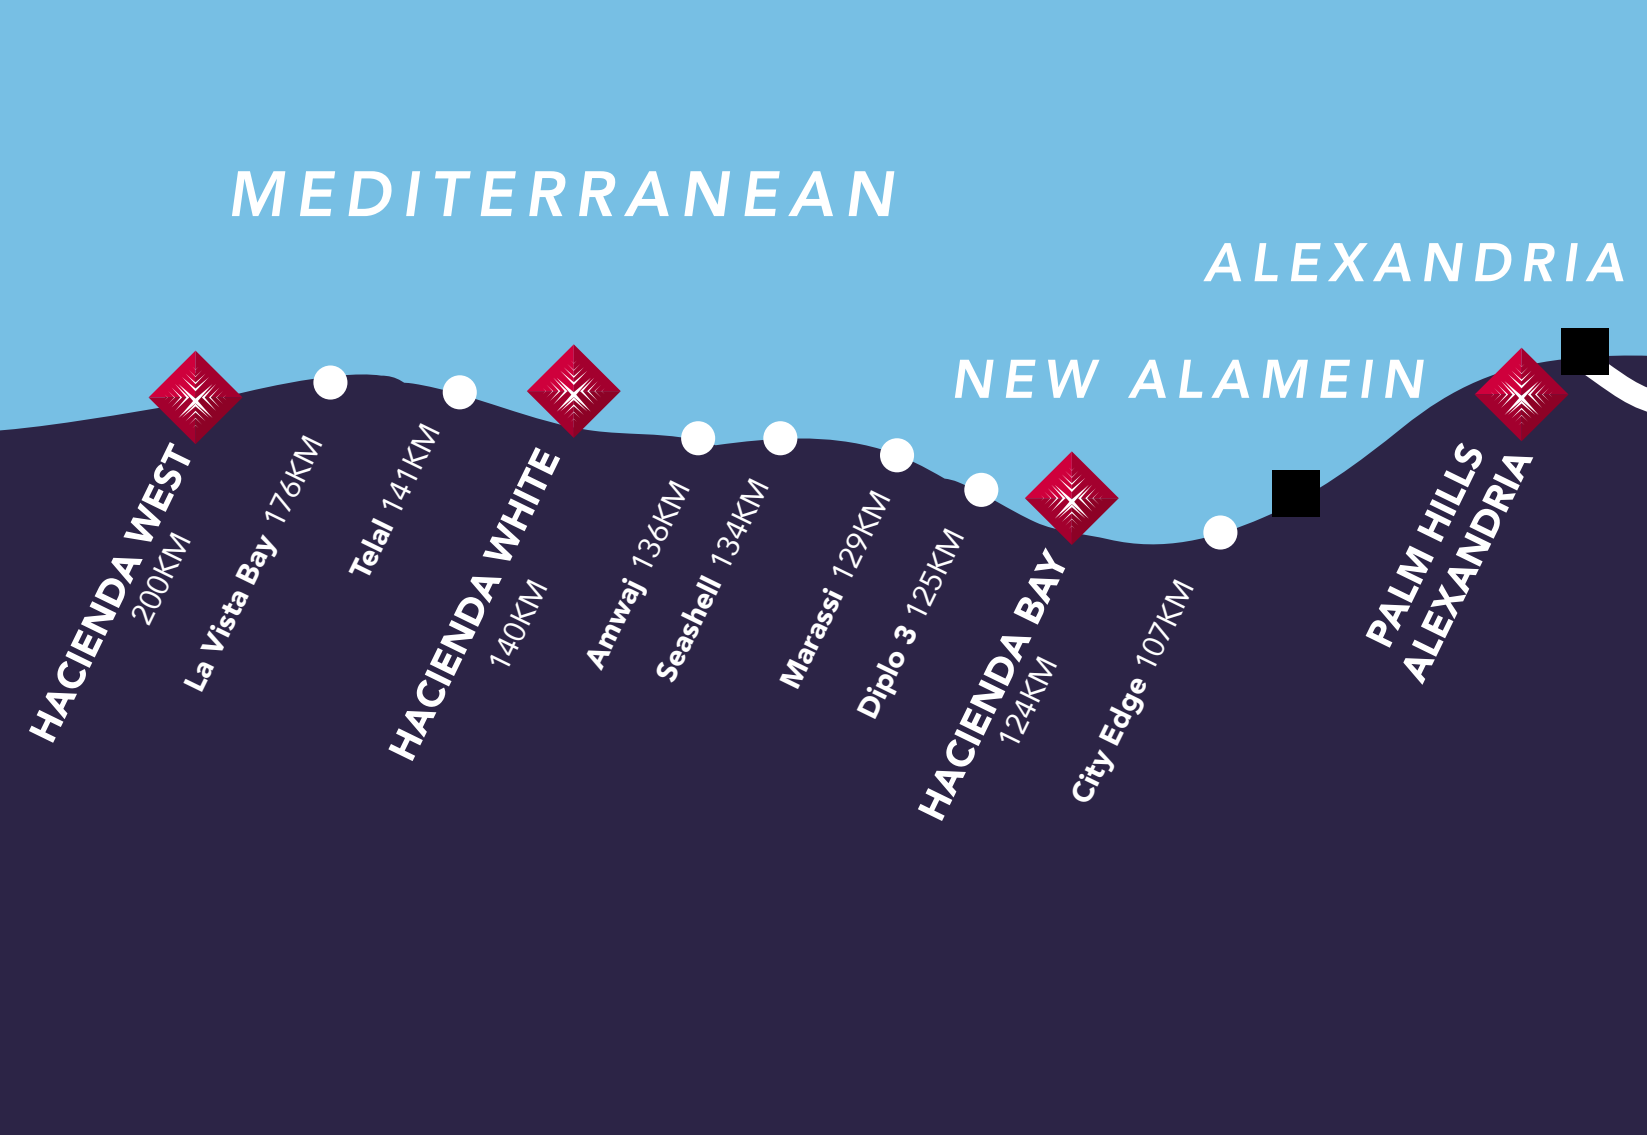 MEDITERRANEAN
ALEXANDRIA
NEW ALAMEIN
HACIENDA WEST
200KM
La Vista Bay 176KM
Telal 141KM
HACIENDA WHITE
140KM
Amwaj 136KM
Seashell 134KM
Marassi 129KM
Diplo 3 125KM
HACIENDA BAY
124KM
City Edge 107KM
PALM HILLS
ALEXANDRIA